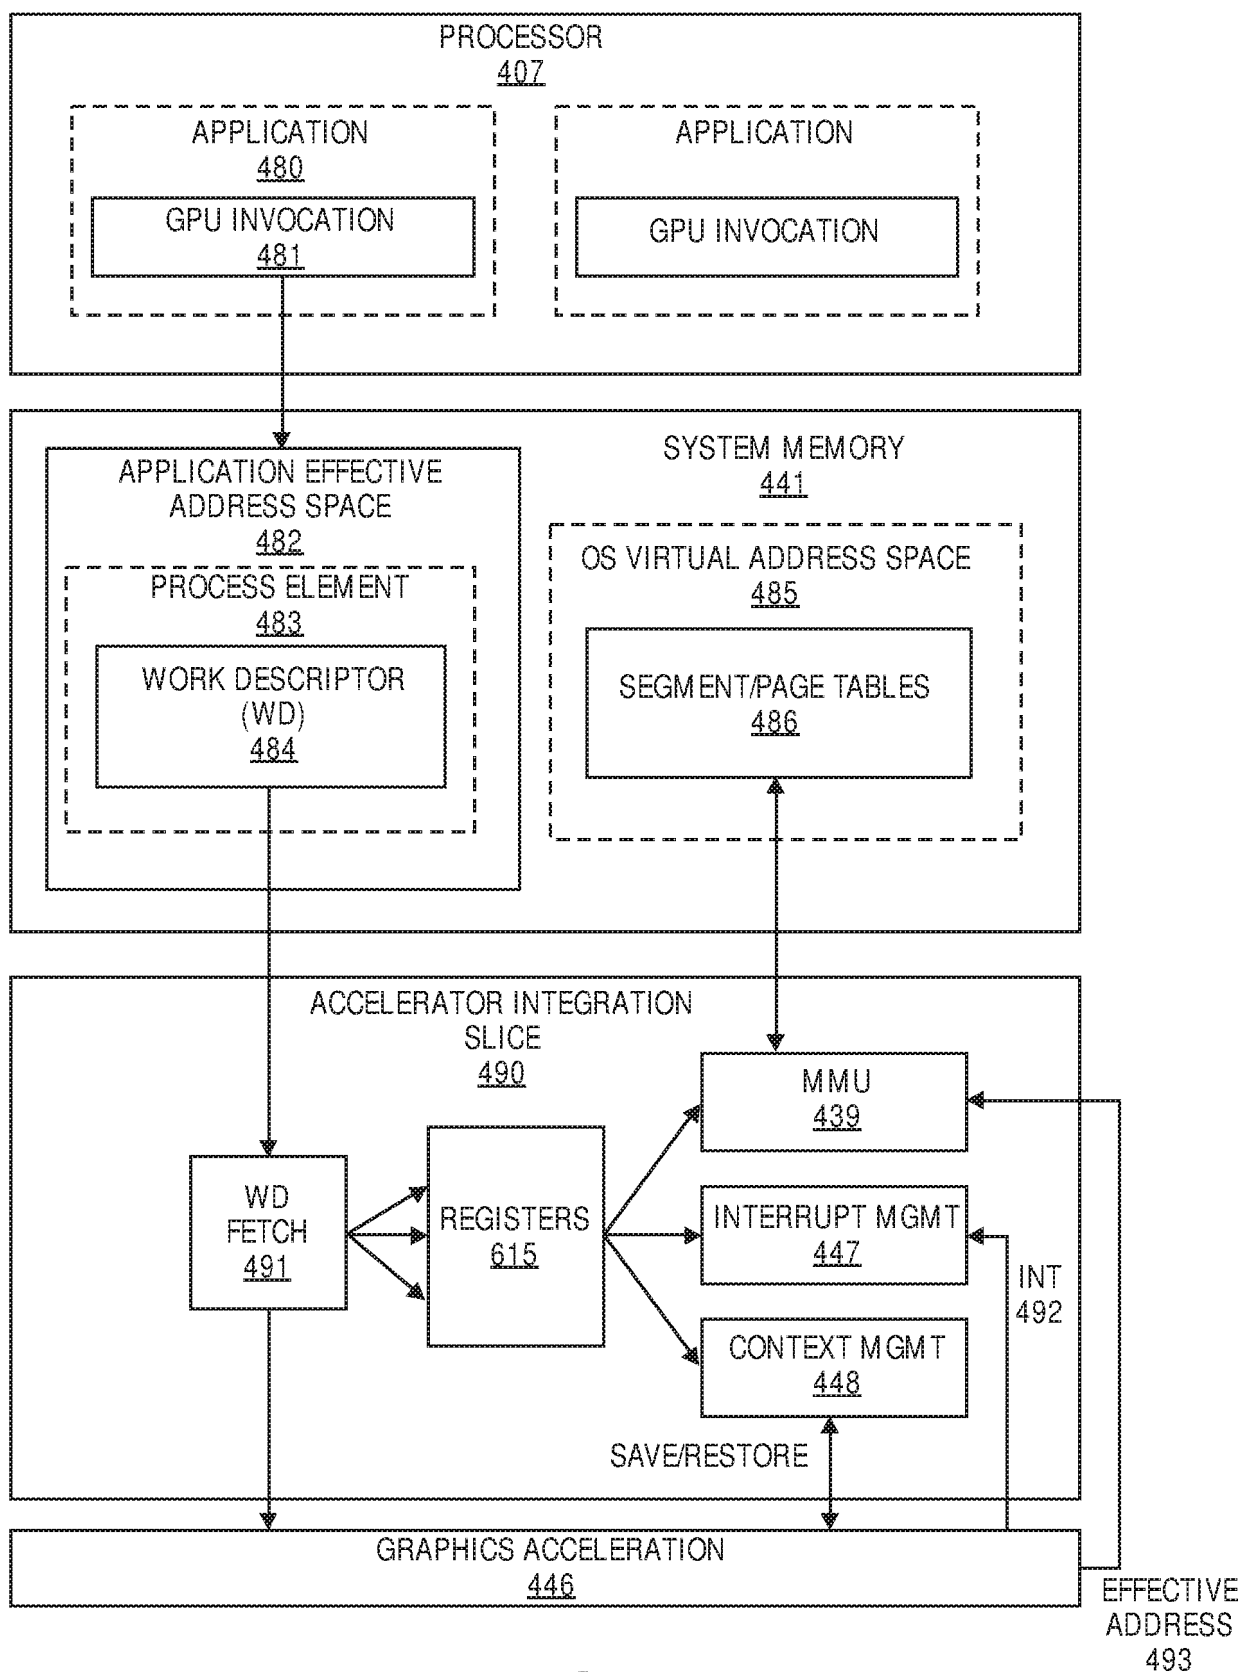 PROCESSOR
407
APPLICATION
480
GPU INVOCATION
481
APPLICATION
GPU INVOCATION
SYSTEM MEMORY
441
APPLICATION EFFECTIVE
ADDRESS SPACE
482
PROCESS ELEMENT
483
WORK DESCRIPTOR
(WD)
484
OS VIRTUAL ADDRESS SPACE
485
SEGMENT/PAGE TABLES
486
ACCELERATOR INTEGRATION
SLICE
490
MMU
439
WD
FETCH
491
REGISTERS
615
INTERRUPT MGMT
447
INT
492
CONTEXT MGMT
448
SAVE/RESTORE
GRAPHICS ACCELERATION
446
EFFECTIVE
ADDRESS
493